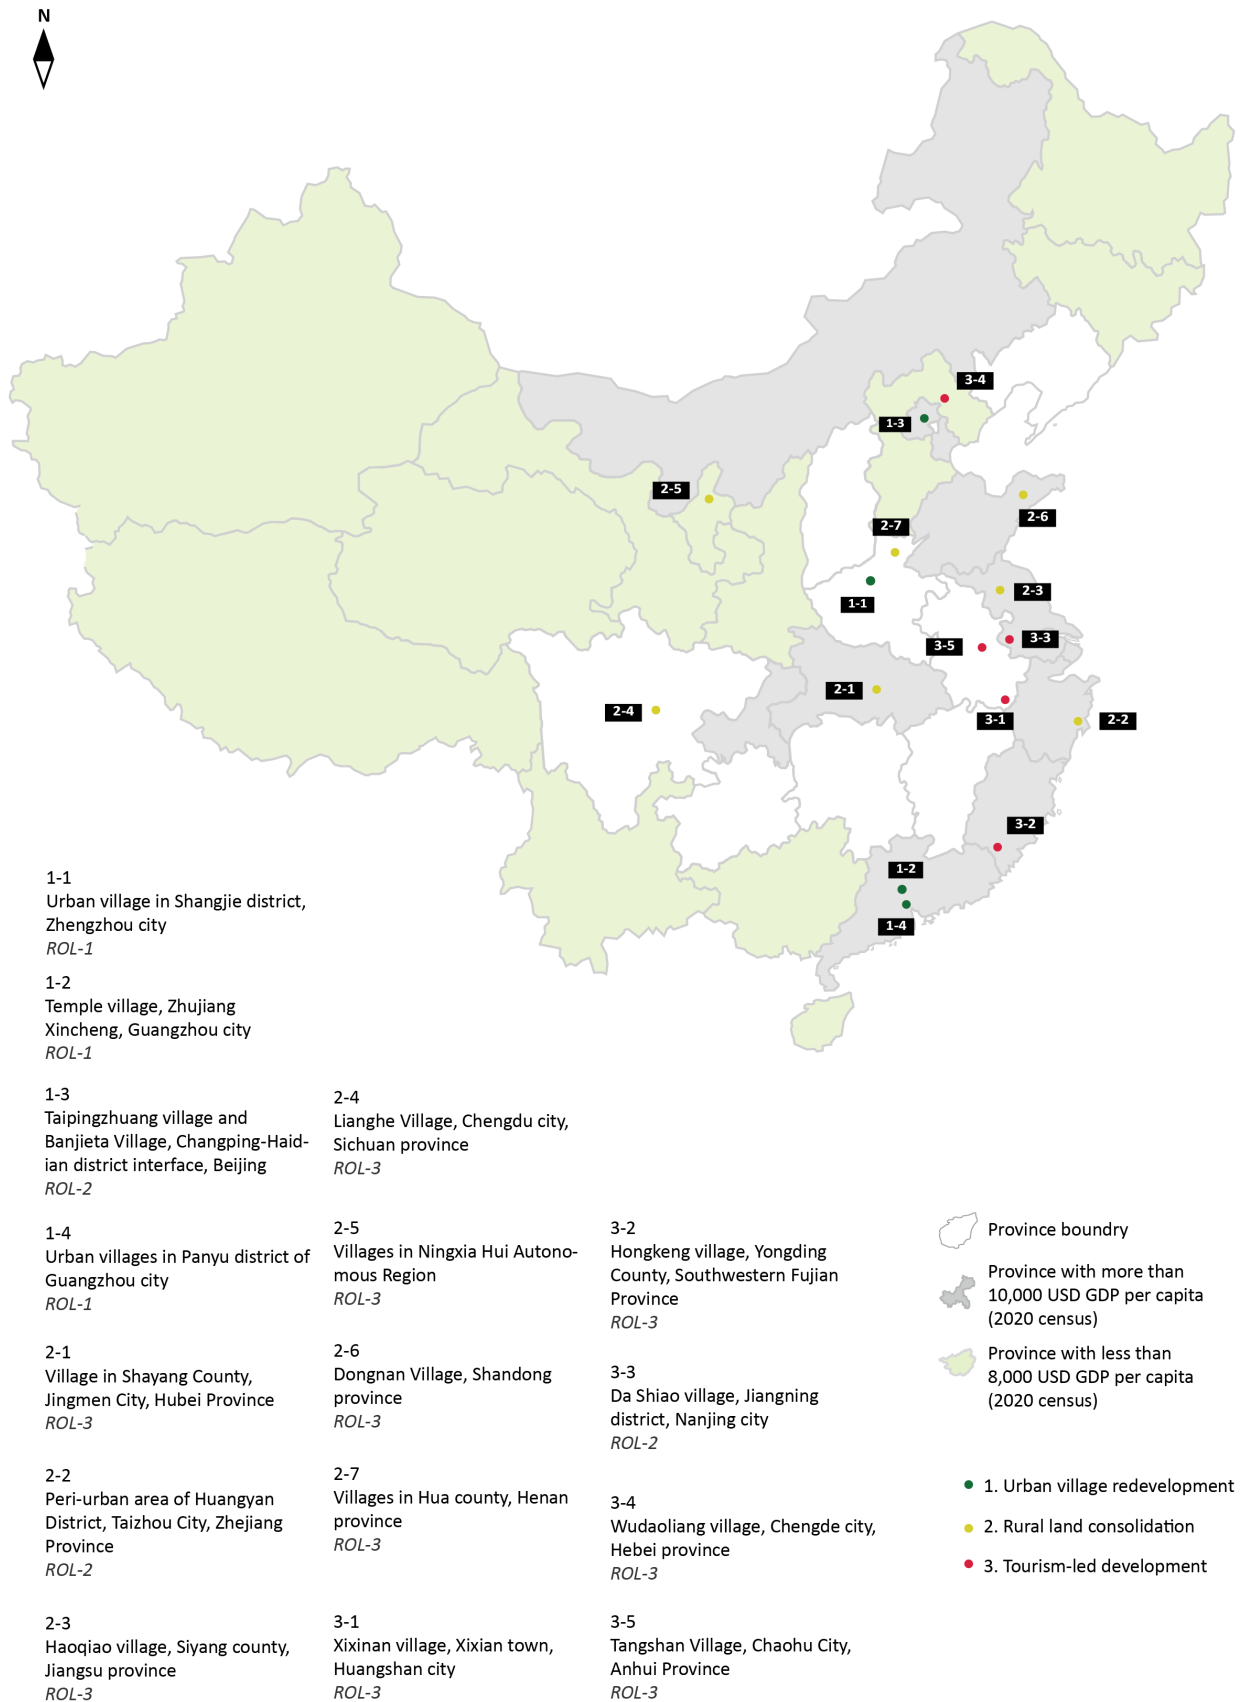 N
3-4
1-3
2-5
2-6
2-7
2-3
1-1
3-3
3-5
2-1
2-4
3-1
2-2
3-2
1-2
1-4
1-1
Urban village in Shangjie district,
Zhengzhou city
ROL-1
1-2
Temple village, Zhujiang
Xincheng, Guangzhou city
ROL-1
1-3
Taipingzhuang village and
Banjieta Village, Changping-Haid-
ian district interface, Beijing
ROL-2
1-4
Urban villages in Panyu district of
Guangzhou city
ROL-1
2-1
Village in Shayang County,
Jingmen City, Hubei Province
ROL-3
2-2
Peri-urban area of Huangyan
District, Taizhou City, Zhejiang
Province
ROL-2
2-3
Haoqiao village, Siyang county,
Jiangsu province
ROL-3
2-4
Lianghe Village, Chengdu city,
Sichuan province
ROL-3
2-5
Villages in Ningxia Hui Autono-
mous Region
ROL-3
2-6
Dongnan Village, Shandong
province
ROL-3
2-7
Villages in Hua county, Henan
province
ROL-3
3-1
Xixinan village, Xixian town,
Huangshan city
ROL-3
3-2
Hongkeng village, Yongding
County, Southwestern Fujian
Province
ROL-3
3-3
Da Shiao village, Jiangning
district, Nanjing city
ROL-2
3-4
Wudaoliang village, Chengde city,
Hebei province
ROL-3
3-5
Tangshan Village, Chaohu City,
Anhui Province
ROL-3
Province boundry
Province with more than
10,000 USD GDP per capita
(2020 census)
Province with less than
8,000 USD GDP per capita
(2020 census)
1. Urban village redevelopment
2. Rural land consolidation
3. Tourism-led development